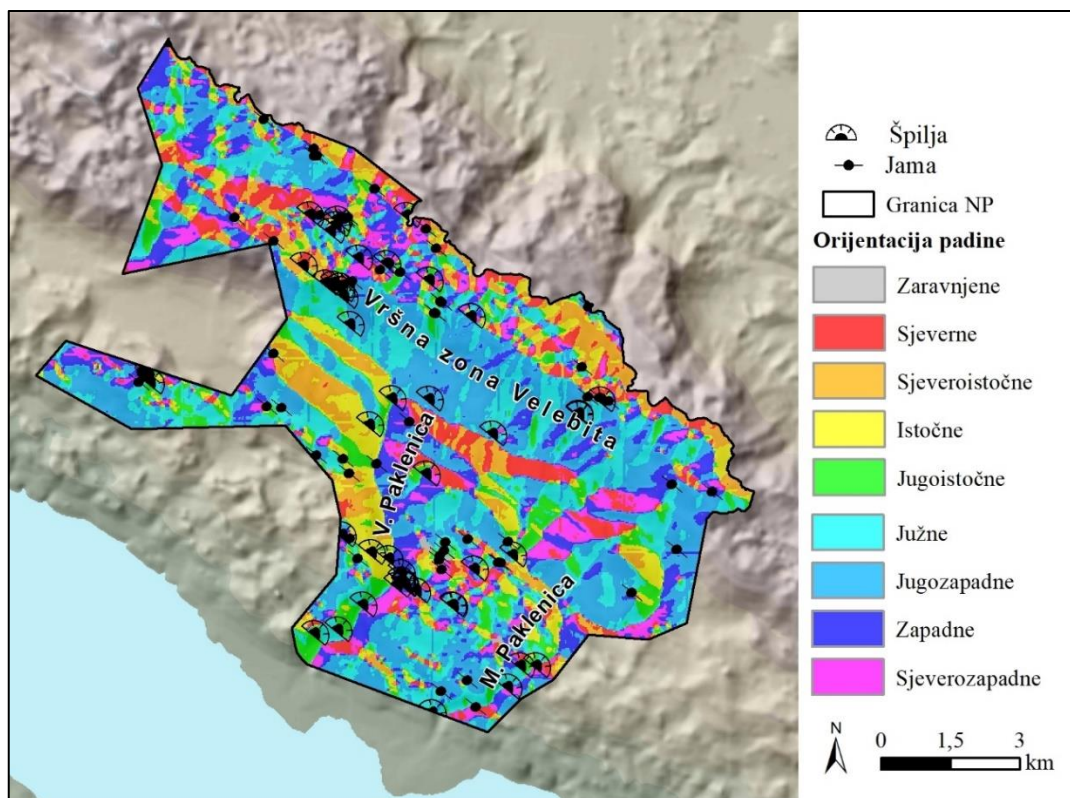 Vršna zona Velebita
V. Paklenica
M. Paklenica
Špilja
Jama
Granica NP
Orijentacija padine
Zaravnjene
Sjeverne
Sjeveroistočne
Istočne
Jugoistočne
Južne
Jugozapadne
Zapadne
Sjeverozapadne
N
0 1,5 3
km